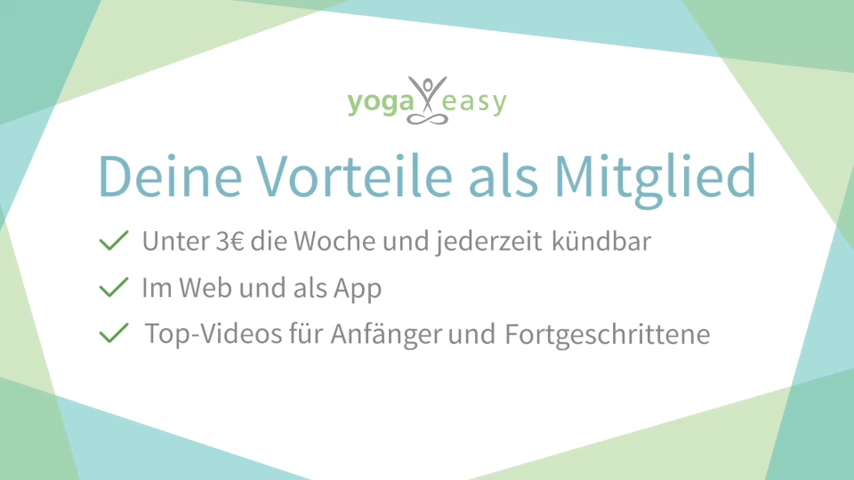 yoga easy
Deine Vorteile als Mitglied
Unter 3€ die Woche und jederzeit kündbar
Im Web und als App
Top-Videos für Anfänger und Fortgeschrittene